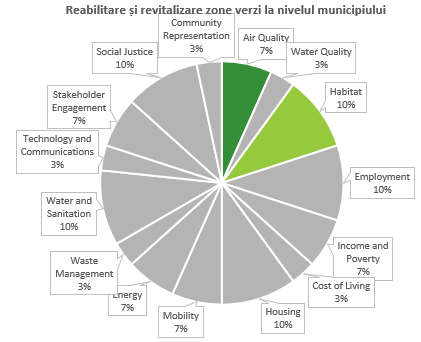 Reabilitare și revitalizare zone verzi la nivelul municipiului
Community
Representation
3%
Air Quality
7%
Water Quality
3%
Habitat
10%
Employment
10%
Income and
Poverty
7%
Cost of Living
3%
Housing
10%
Mobility
7%
Energy
7%
Waste
Management
3%
Water and
Sanitation
10%
Technology and
Communications
3%
Stakeholder
Engagement
7%
Social Justice
10%